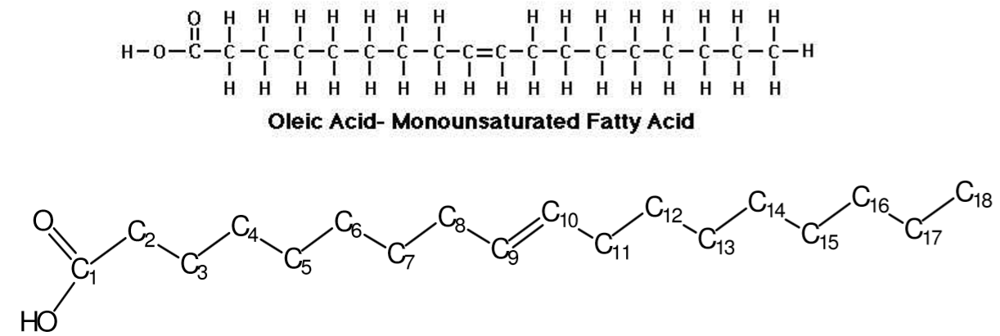 O H H H H H H H H H H H H H H H
H-O-C-C-C-C-C-C-C-C-C=C-C-C-C-C-C-C-C-C-H
H H H H H H H H H H H H H H H H H
Oleic Acid- Monounsaturated Fatty Acid
O C2 C4 C6 C8 C10 C12 C14 C16 C18
C1 C3 C5 C7 C9 C11 C13 C15 C17
HO